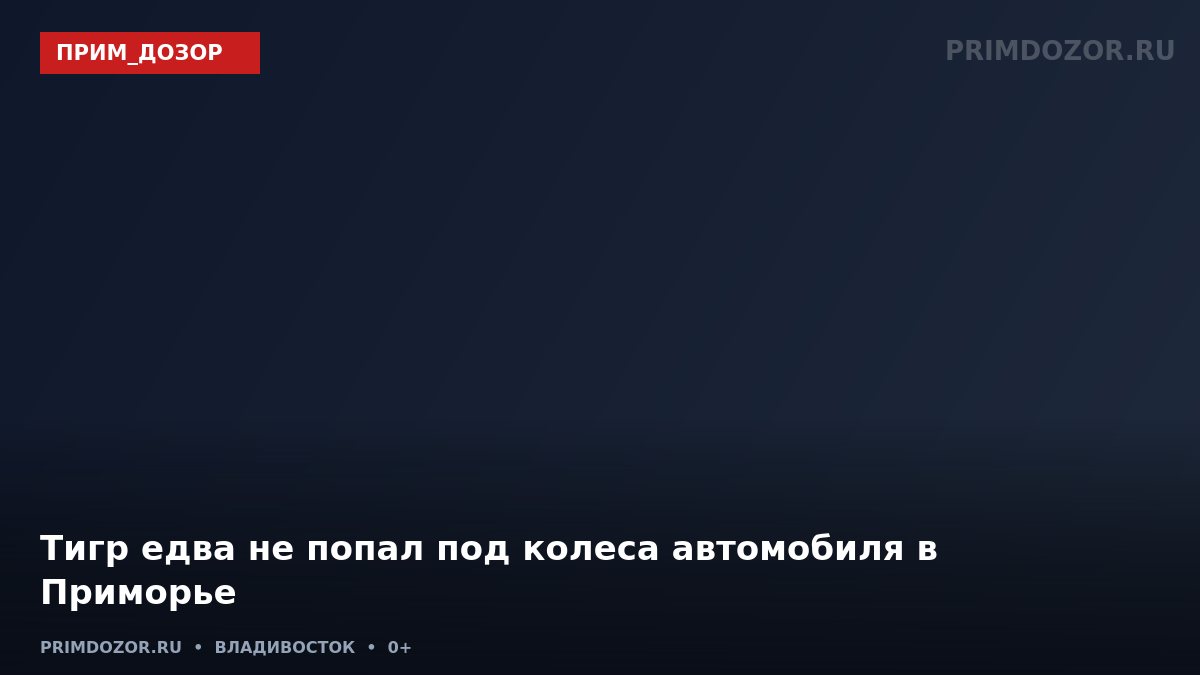 ПРИМ_ДОЗОР
PRIMDOZOR.RU
Тигр едва не попал под колеса автомобиля в
Приморье
PRIMDOZOR.RU • ВЛАДИВОСТОК • 0+